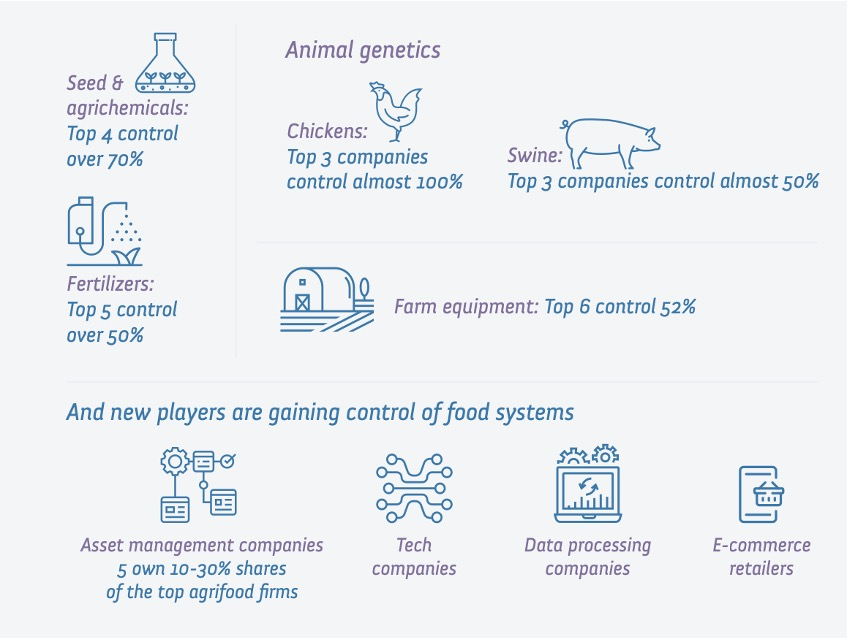 Seed &
agrichemicals:
Top 4 control
over 70%
Fertilizers:
Top 5 control
over 50%
Animal genetics
Chickens:
Top 3 companies
control almost 100%
Swine:
Top 3 companies control almost 50%
Farm equipment: Top 6 control 52%
And new players are gaining control of food systems
Asset management companies
5 own 10-30% shares
of the top agrifood firms
Tech
companies
Data processing
companies
E-commerce
retailers